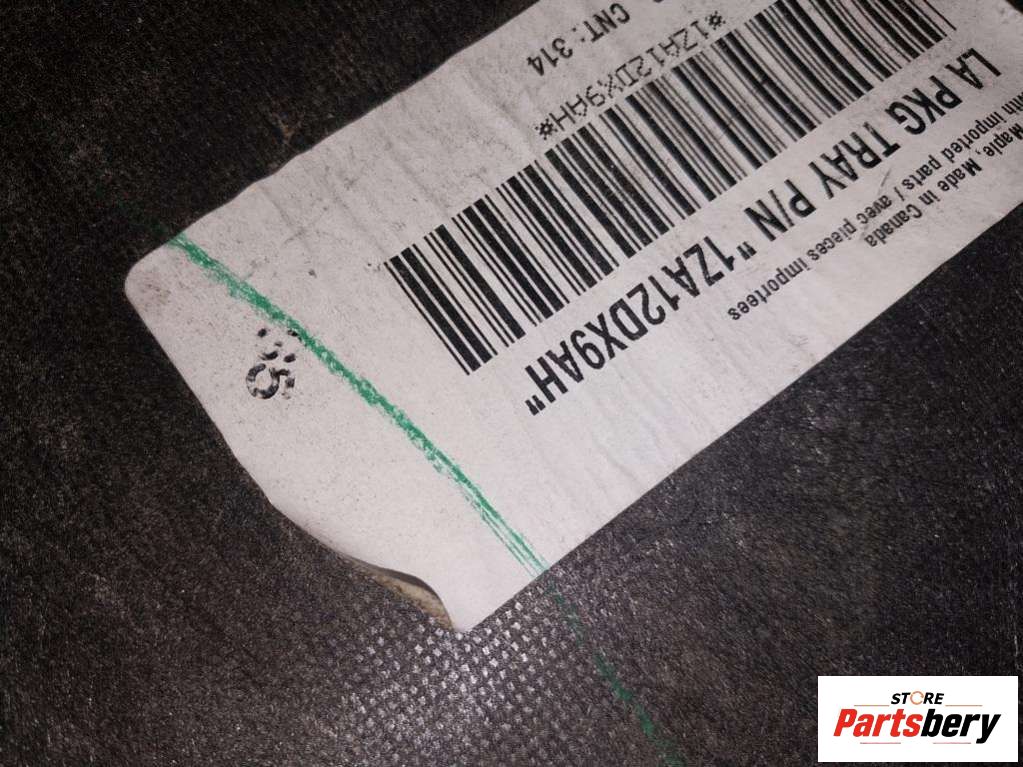 CNT: 314
*1ZA12DX9AH*
LA PKG TRAY P/N "1ZA12DX9AH"
Maple, Made in Canada
with imported parts / avec pieces importees
STORE
Partsbery